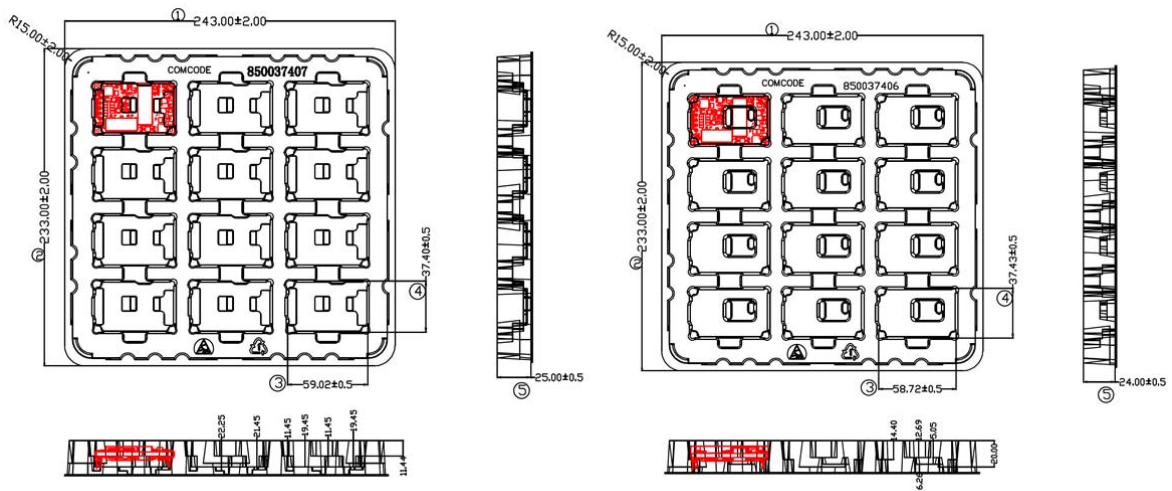 ① 243.00±2.00
R15.00±2.00
COMCODE 850037407
② 233.00±2.00
37.40±0.5
④
③ 59.02±0.5
25.00±0.5
⑤
22.25 21.45 11.45 19.45 11.45 19.45
11.44
① 243.00±2.00
R15.00±2.00
COMCODE 850037406
② 233.00±2.00
37.43±0.5
④
③ 58.72±0.5
24.00±0.5
⑤
14.40 12.69 5.05
20.00
6.26